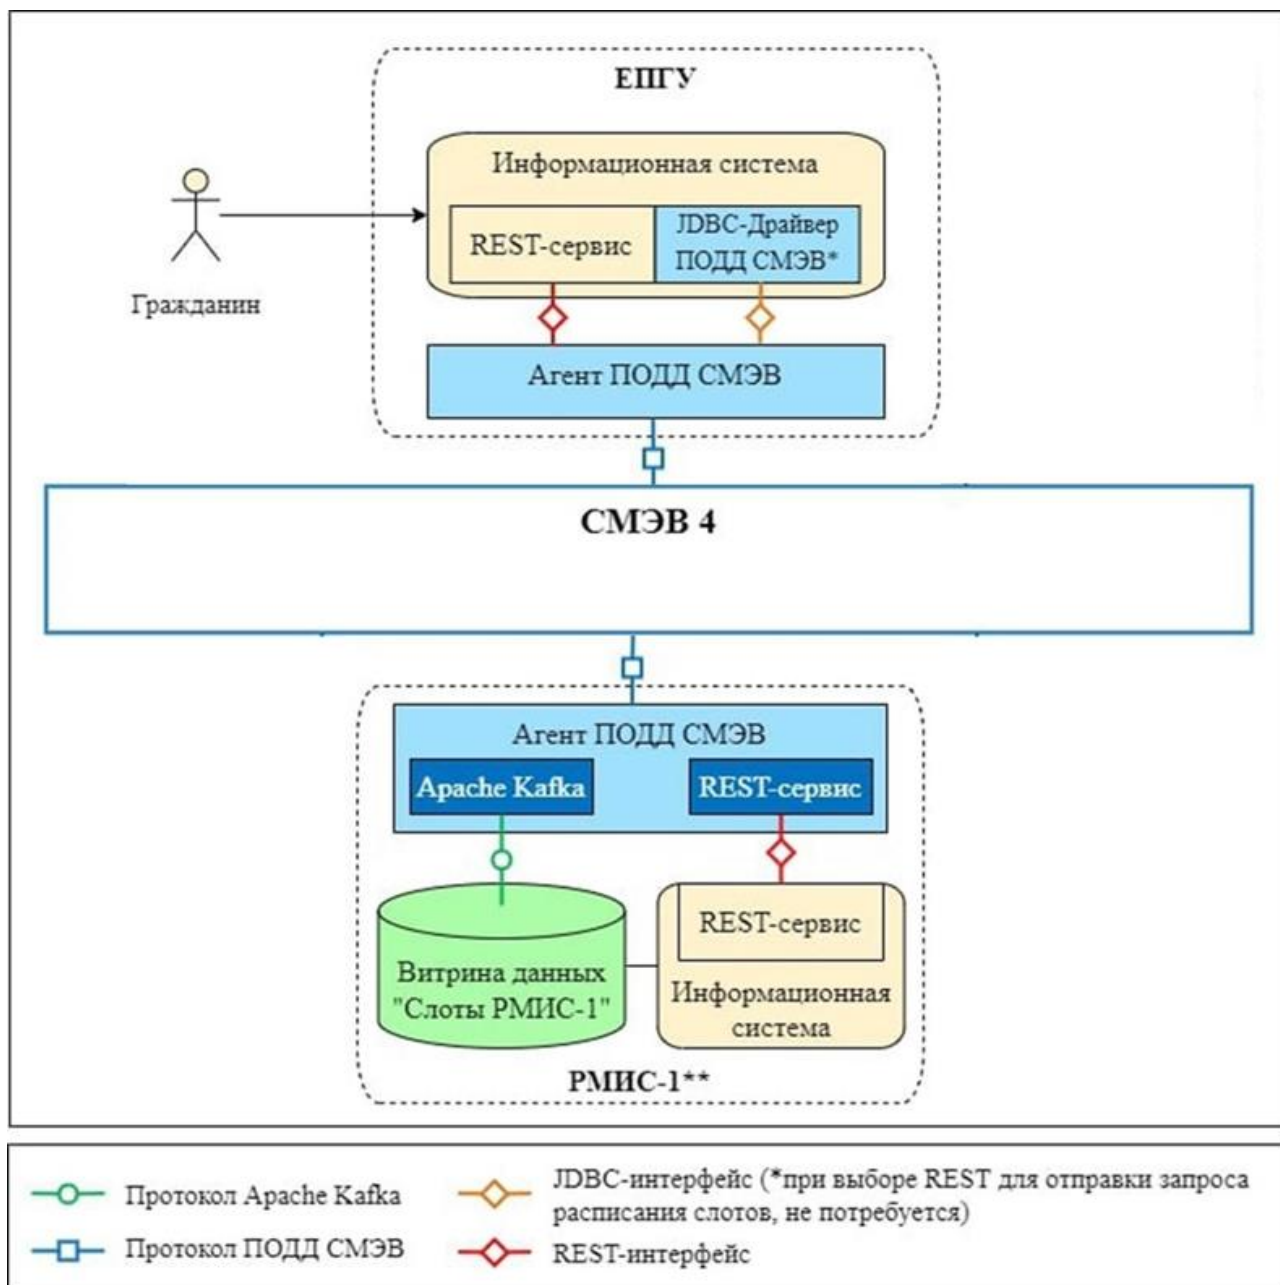 ЕПГУ
Информационная система
REST-сервис
JDBC-Драйвер
ПОДД СМЭВ*
Гражданин
Агент ПОДД СМЭВ
СМЭВ 4
Агент ПОДД СМЭВ
Apache Kafka
REST-сервис
REST-сервис
Витрина данных
"Слоты РМИС-1"
Информационная
система
РМИС-1**
Протокол Apache Kafka
Протокол ПОДД СМЭВ
JDBC-интерфейс (*при выборе REST для отправки запроса
расписания слотов, не потребуется)
REST-интерфейс